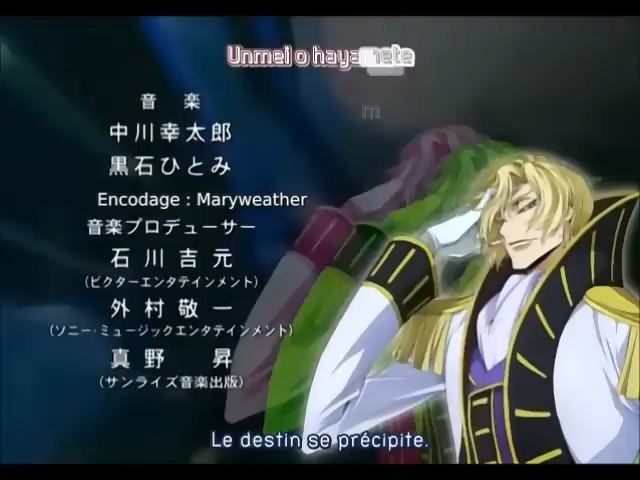 Unmei o hayamete
音 楽
中川幸太郎
黒石ひとみ
Encodage : Maryweather
音楽プロデューサー
石川吉元
(ビクターエンタテインメント)
外村敬一
(ソニー・ミュージックエンタテインメント)
真野 昇
(サンライズ音楽出版)
Le destin se précipite.